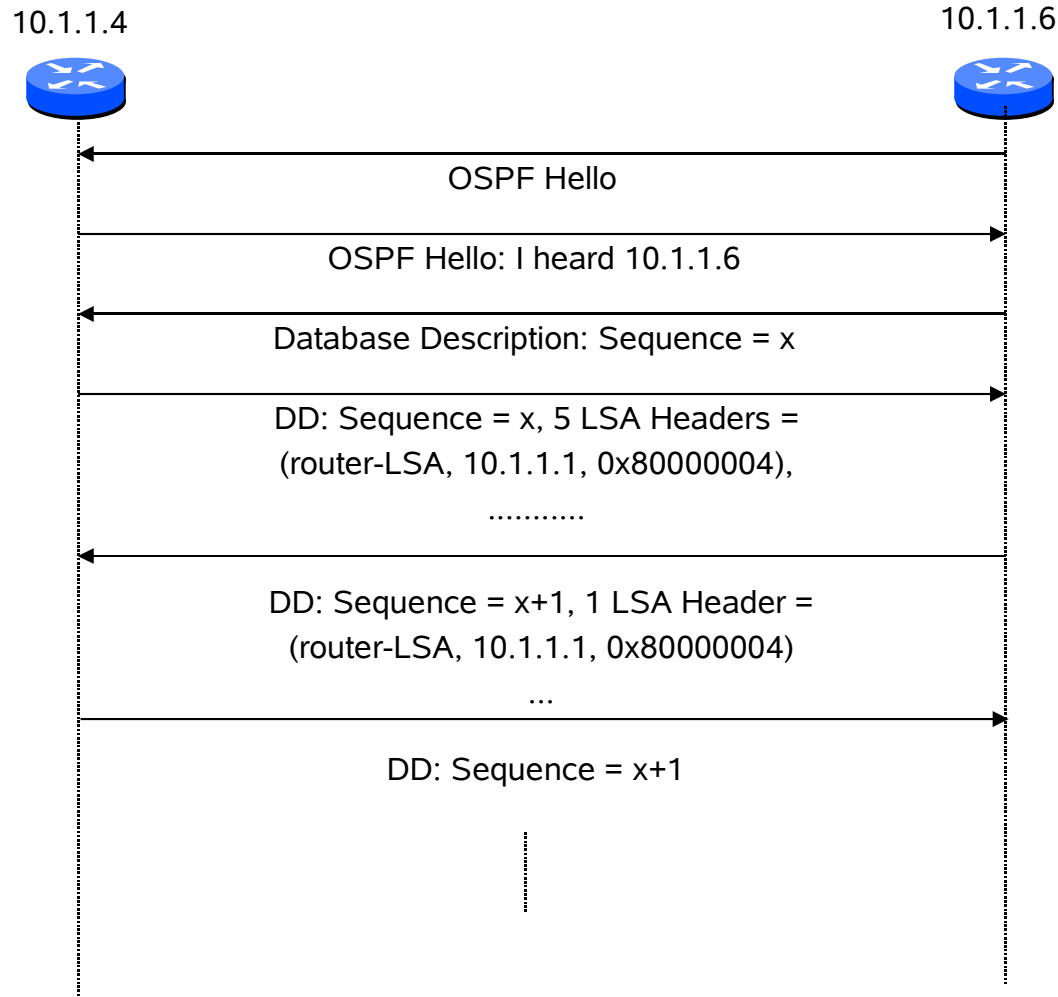 10.1.1.4
10.1.1.6
OSPF Hello
OSPF Hello: I heard 10.1.1.6
Database Description: Sequence = x
DD: Sequence = x, 5 LSA Headers =
(router-LSA, 10.1.1.1, 0x80000004),
...........
DD: Sequence = x+1, 1 LSA Header =
(router-LSA, 10.1.1.1, 0x80000004)
...
DD: Sequence = x+1